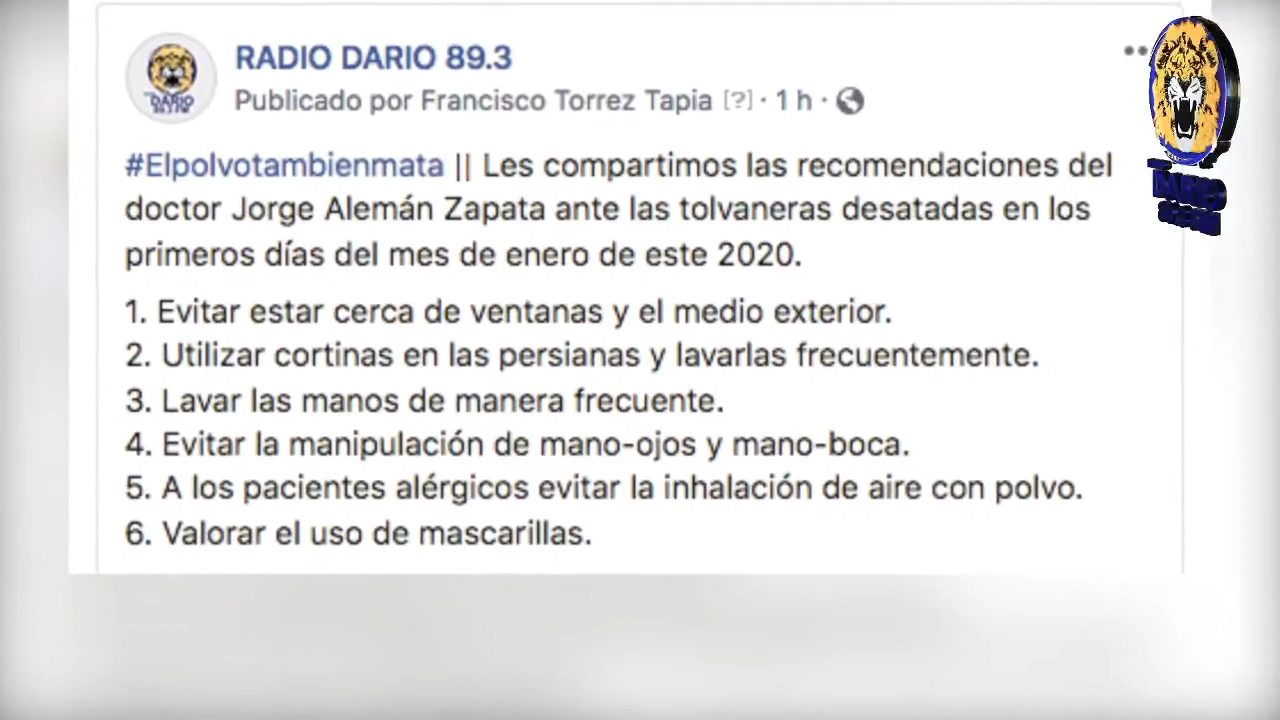 RADIO DARIO 89.3
Publicado por Francisco Torrez Tapia [?] · 1 h ·
#Elpolvotambienmata || Les compartimos las recomendaciones del
doctor Jorge Alemán Zapata ante las tolvaneras desatadas en los
primeros días del mes de enero de este 2020.
1. Evitar estar cerca de ventanas y el medio exterior.
2. Utilizar cortinas en las persianas y lavarlas frecuentemente.
3. Lavar las manos de manera frecuente.
4. Evitar la manipulación de mano-ojos y mano-boca.
5. A los pacientes alérgicos evitar la inhalación de aire con polvo.
6. Valorar el uso de mascarillas.
DARIO